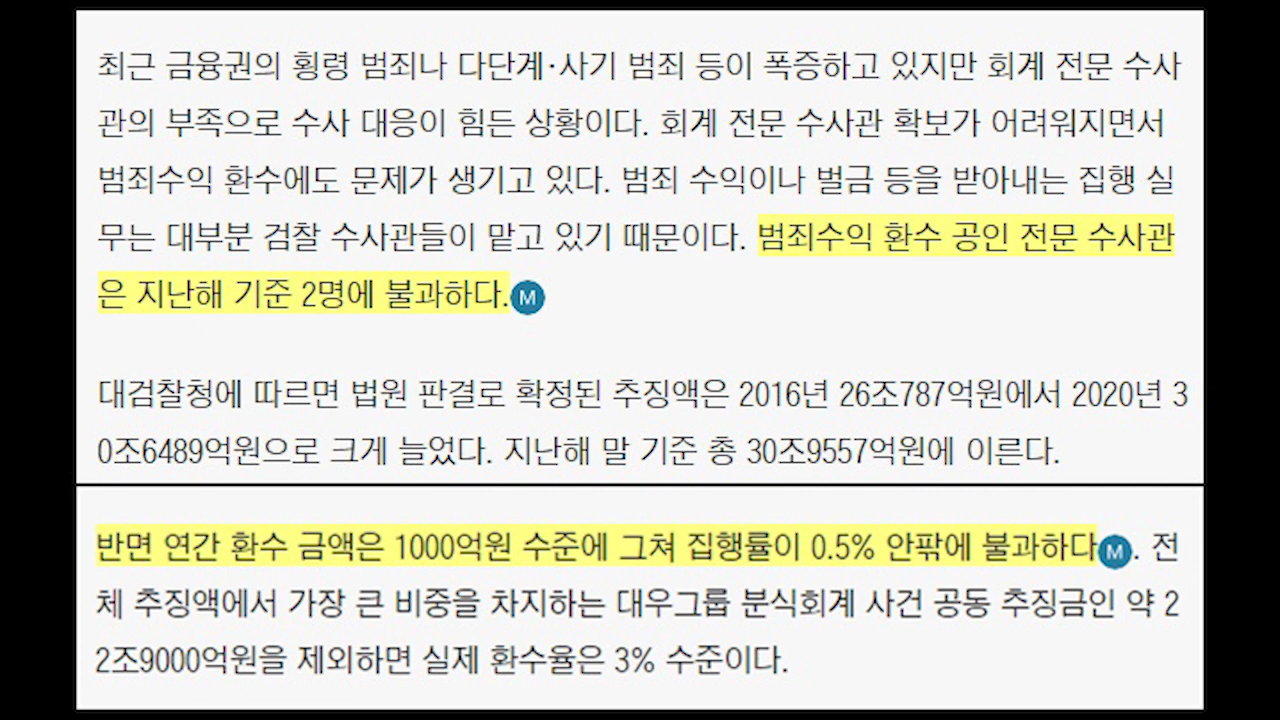 최근 금융권의 횡령 범죄나 다단계·사기 범죄 등이 폭증하고 있지만 회계 전문 수사
관의 부족으로 수사 대응이 힘든 상황이다. 회계 전문 수사관 확보가 어려워지면서
범죄수익 환수에도 문제가 생기고 있다. 범죄 수익이나 벌금 등을 받아내는 집행 실
무는 대부분 검찰 수사관들이 맡고 있기 때문이다. 범죄수익 환수 공인 전문 수사관
은 지난해 기준 2명에 불과하다. M
대검찰청에 따르면 법원 판결로 확정된 추징액은 2016년 26조787억원에서 2020년 3
0조6489억원으로 크게 늘었다. 지난해 말 기준 총 30조9557억원에 이른다.
반면 연간 환수 금액은 1000억원 수준에 그쳐 집행률이 0.5% 안팎에 불과하다 M . 전
체 추징액에서 가장 큰 비중을 차지하는 대우그룹 분식회계 사건 공동 추징금인 약 2
2조9000억원을 제외하면 실제 환수율은 3% 수준이다.